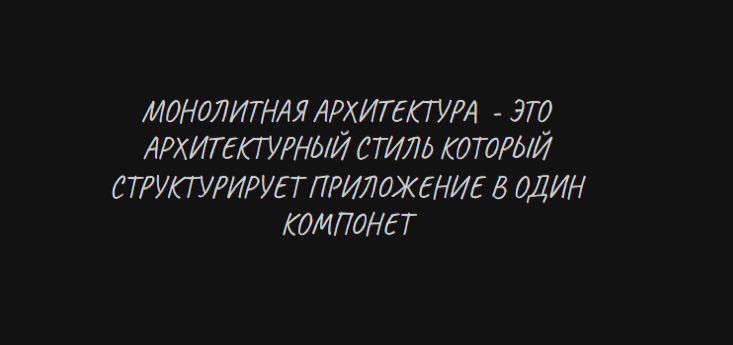 МОНОЛИТНАЯ АРХИТЕКТУРА - ЭТО
АРХИТЕКТУРНЫЙ СТИЛЬ КОТОРЫЙ
СТРУКТУРИРУЕТ ПРИЛОЖЕНИЕ В ОДИН
КОМПОНЕТ